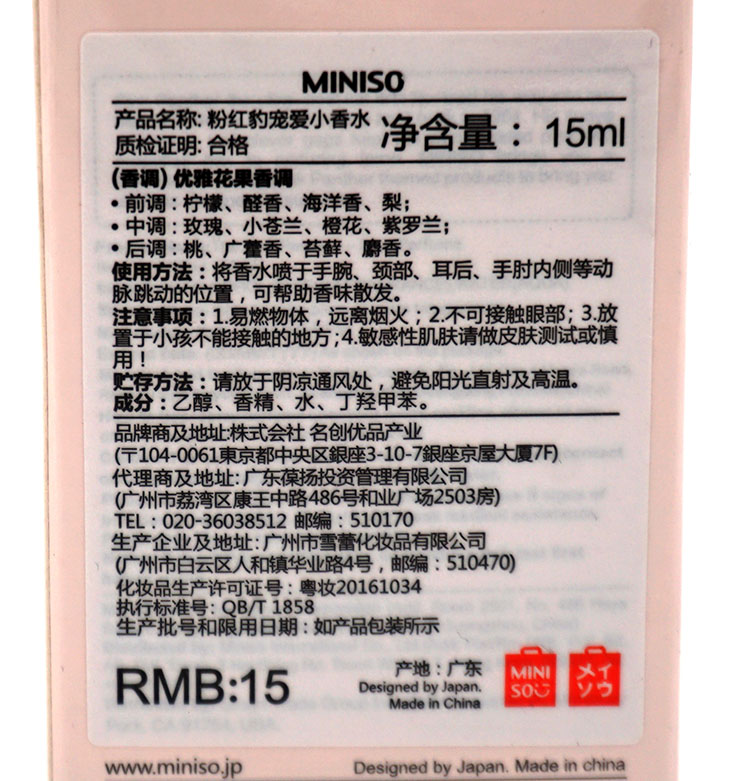 MINISO
产品名称: 粉红豹宠爱小香水
质检证明: 合格
净含量：15ml
(香调) 优雅花果香调
• 前调：柠檬、醛香、海洋香、梨；
• 中调：玫瑰、小苍兰、橙花、紫罗兰；
• 后调：桃、广藿香、苔藓、麝香。
使用方法：将香水喷于手腕、颈部、耳后、手肘内侧等动
脉跳动的位置，可帮助香味散发。
注意事项：1.易燃物体，远离烟火；2.不可接触眼部；3.放
置于小孩不能接触的地方；4.敏感性肌肤请做皮肤测试或慎
用！
贮存方法：请放于阴凉通风处，避免阳光直射及高温。
成分：乙醇、香精、水、丁羟甲苯。
品牌商及地址:株式会社 名创优品产业
(〒104-0061東京都中央区銀座3-10-7銀座京屋大厦7F)
代理商及地址: 广东葆扬投资管理有限公司
(广州市荔湾区康王中路486号和业广场2503房)
TEL：020-36038512 邮编：510170
生产企业及地址: 广州市雪蕾化妆品有限公司
(广州市白云区人和镇华业路4号，邮编：510470)
化妆品生产许可证号：粤妆20161034
执行标准号: QB/T 1858
生产批号和限用日期：如产品包装所示
RMB:15
产地：广东
Designed by Japan.
Made in China
MINI
SO
メイ
ソウ
www.miniso.jp
Designed by Japan. Made in china